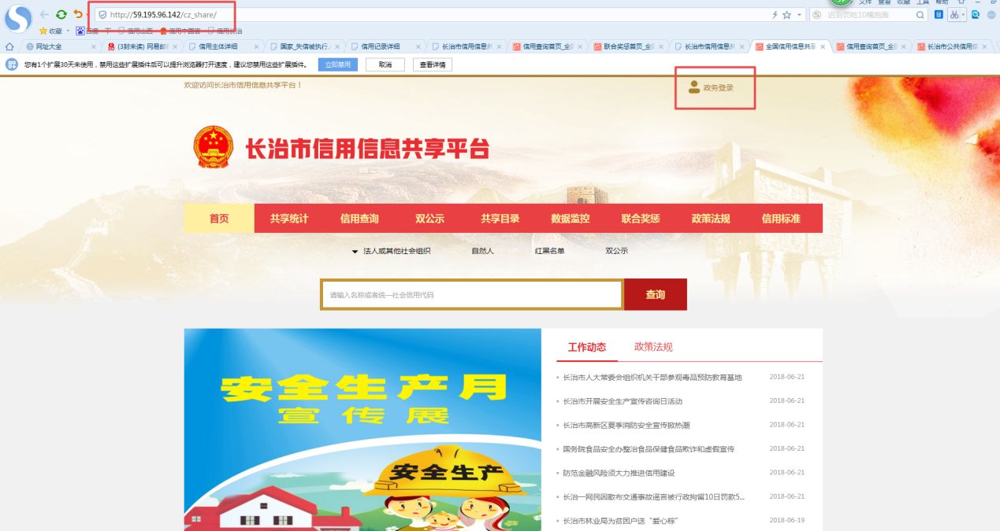 文件 查看 收藏 工具 帮助
http://59.195.96.142/cz_share/
迟到罚吃10桶泡面
收藏
网址大全
(3封未读) 网易邮
信用主体详细
国家_失信被执行
信用记录详细
长治市信用信息共
信用查询首页_全
联合奖惩首页_全
长治市信用信息共
全国信用信息共
信用查询首页_全
长治市公共信用信
您有1个扩展30天未使用，禁用这些扩展插件后可以提升浏览器打开速度，建议您禁用这些扩展插件。 立即禁用 取消 查看详情
欢迎访问长治市信用信息共享平台！
政务登录
长治市信用信息共享平台
首页 共享统计 信用查询 双公示 共享目录 数据监控 联合奖惩 政策法规 信用标准
法人或其他社会组织 自然人 红黑名单 双公示
请输入名称或者统一社会信用代码 查询
安全生产月
宣传展
安全生产
工作动态 政策法规
长治市人大常委会组织机关干部参观毒品预防教育基地 2018-06-21
长治市开展安全生产宣传咨询日活动 2018-06-21
长治市高新区夏季消防安全宣传掀热潮 2018-06-21
国务院食品安全办整治食品保健食品欺诈和虚假宣传 2018-06-21
防范金融风险须大力推进信用建设 2018-06-21
长治一网民因散布交通事故谣言被行政拘留10日罚款5... 2018-06-21
长治市林业局为贫困户送“爱心粽” 2018-06-19